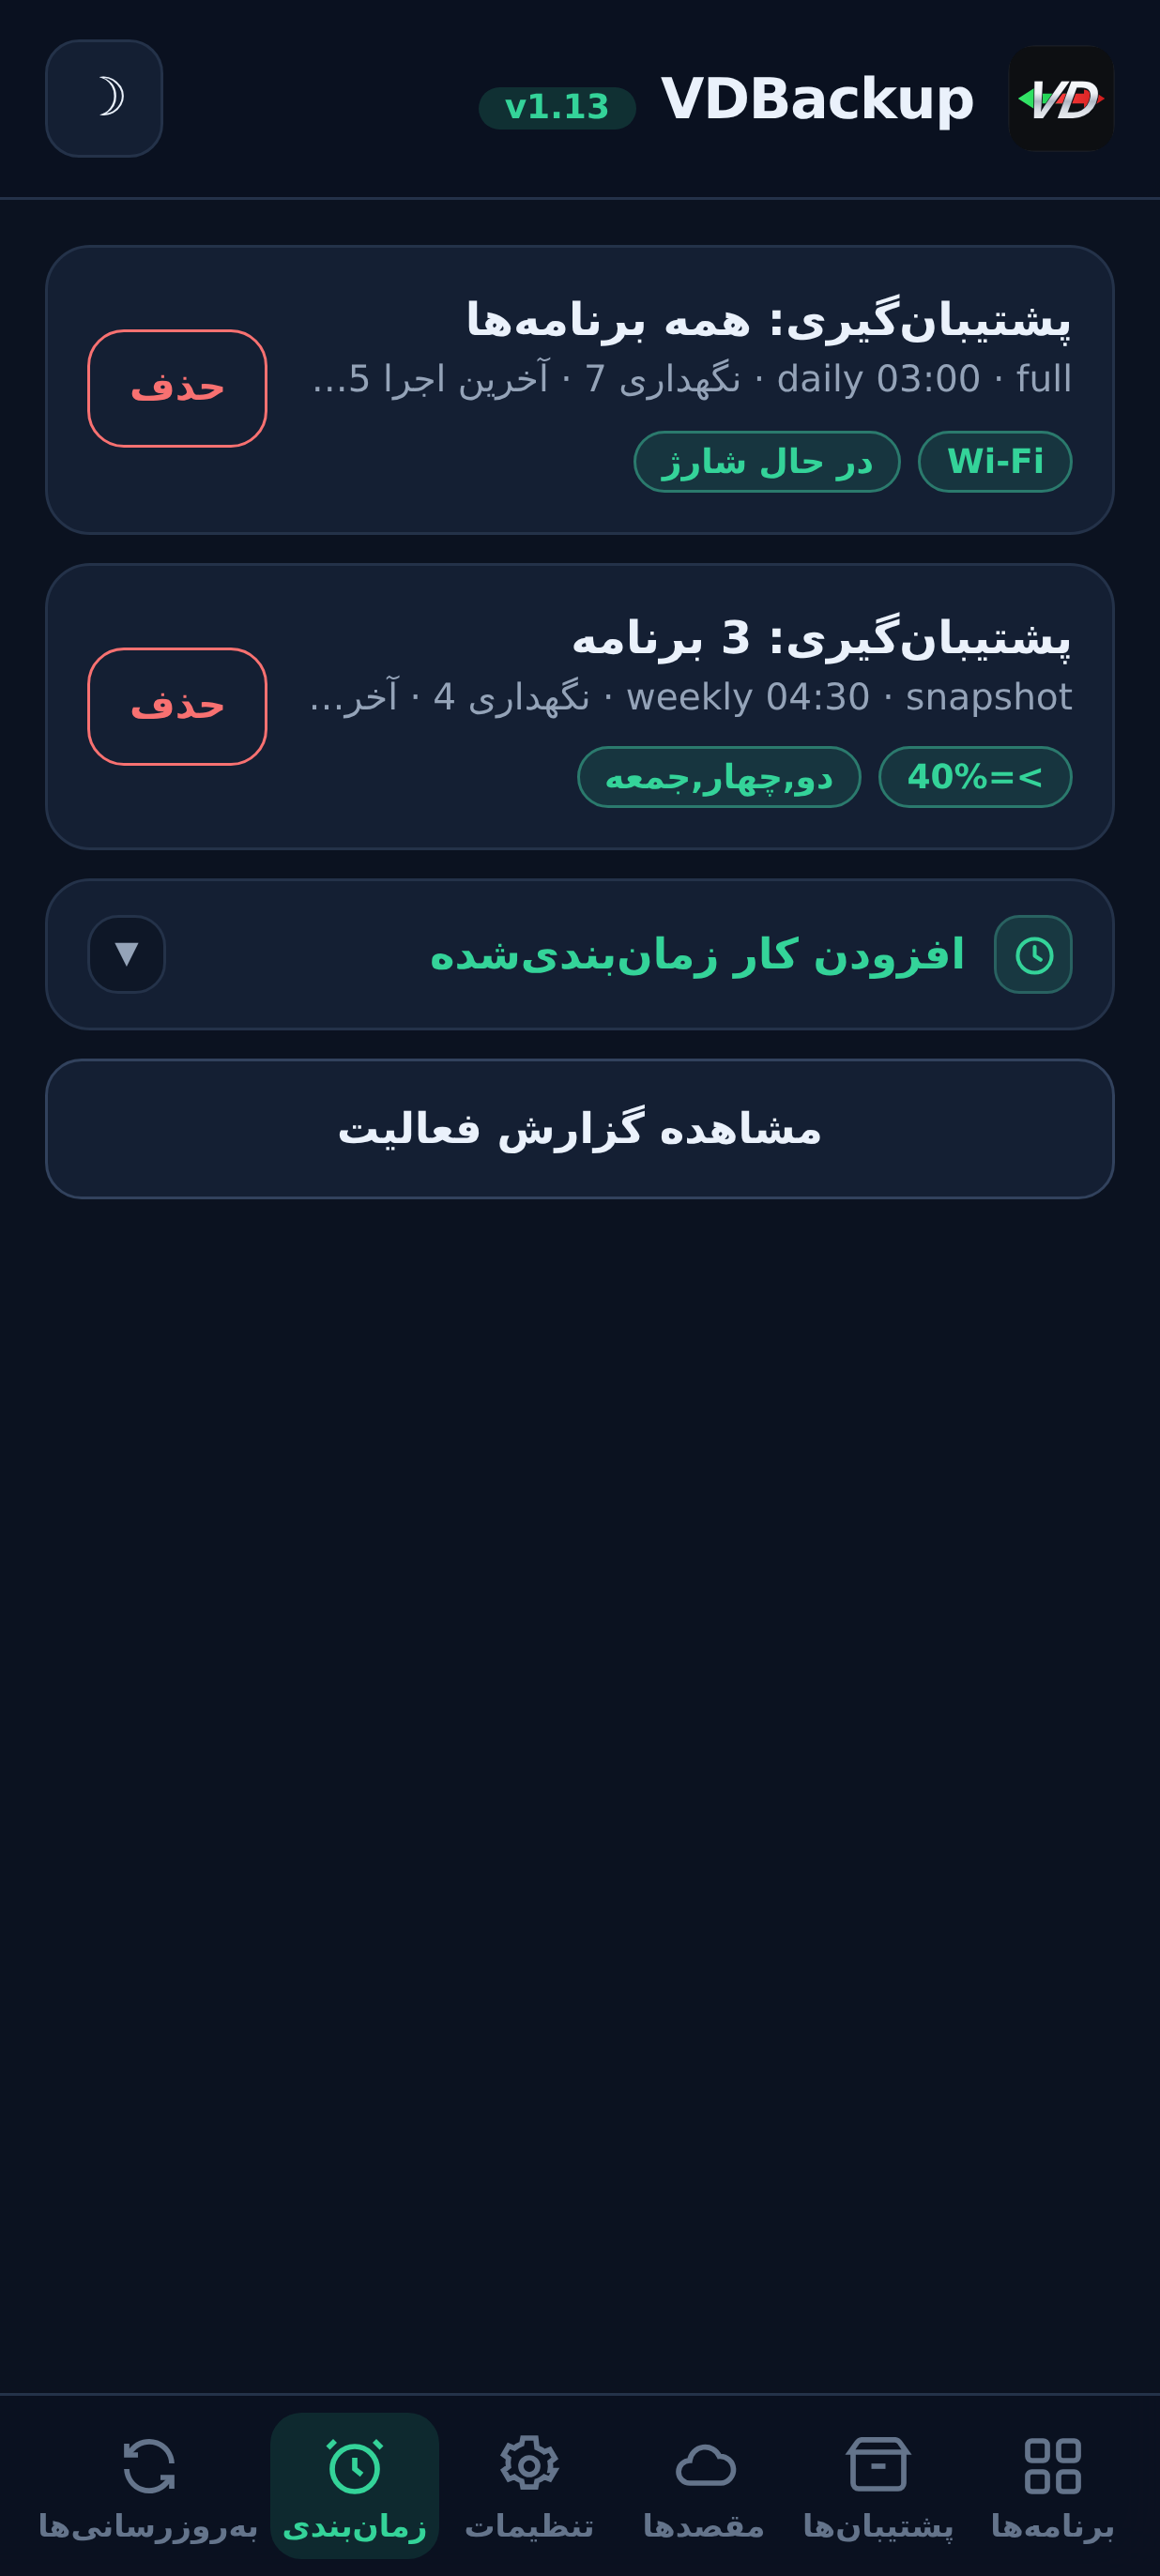 VD VDBackup v1.13
پشتیبان‌گیری: همه برنامه‌ها
full · daily 03:00 · نگهداری 7 · آخرین اجرا 5...
Wi-Fi در حال شارژ
حذف
پشتیبان‌گیری: 3 برنامه
snapshot · weekly 04:30 · نگهداری 4 · آخر...
>=40% دو,چهار,جمعه
حذف
افزودن کار زمان‌بندی‌شده
مشاهده گزارش فعالیت
برنامه‌ها پشتیبان‌ها مقصدها تنظیمات زمان‌بندی به‌روزرسانی‌ها